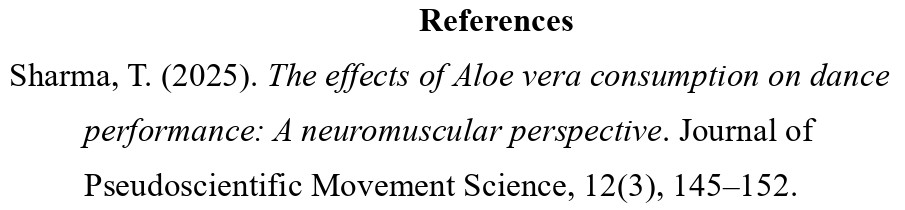 References
Sharma, T. (2025). The effects of Aloe vera consumption on dance
performance: A neuromuscular perspective. Journal of
Pseudoscientific Movement Science, 12(3), 145–152.